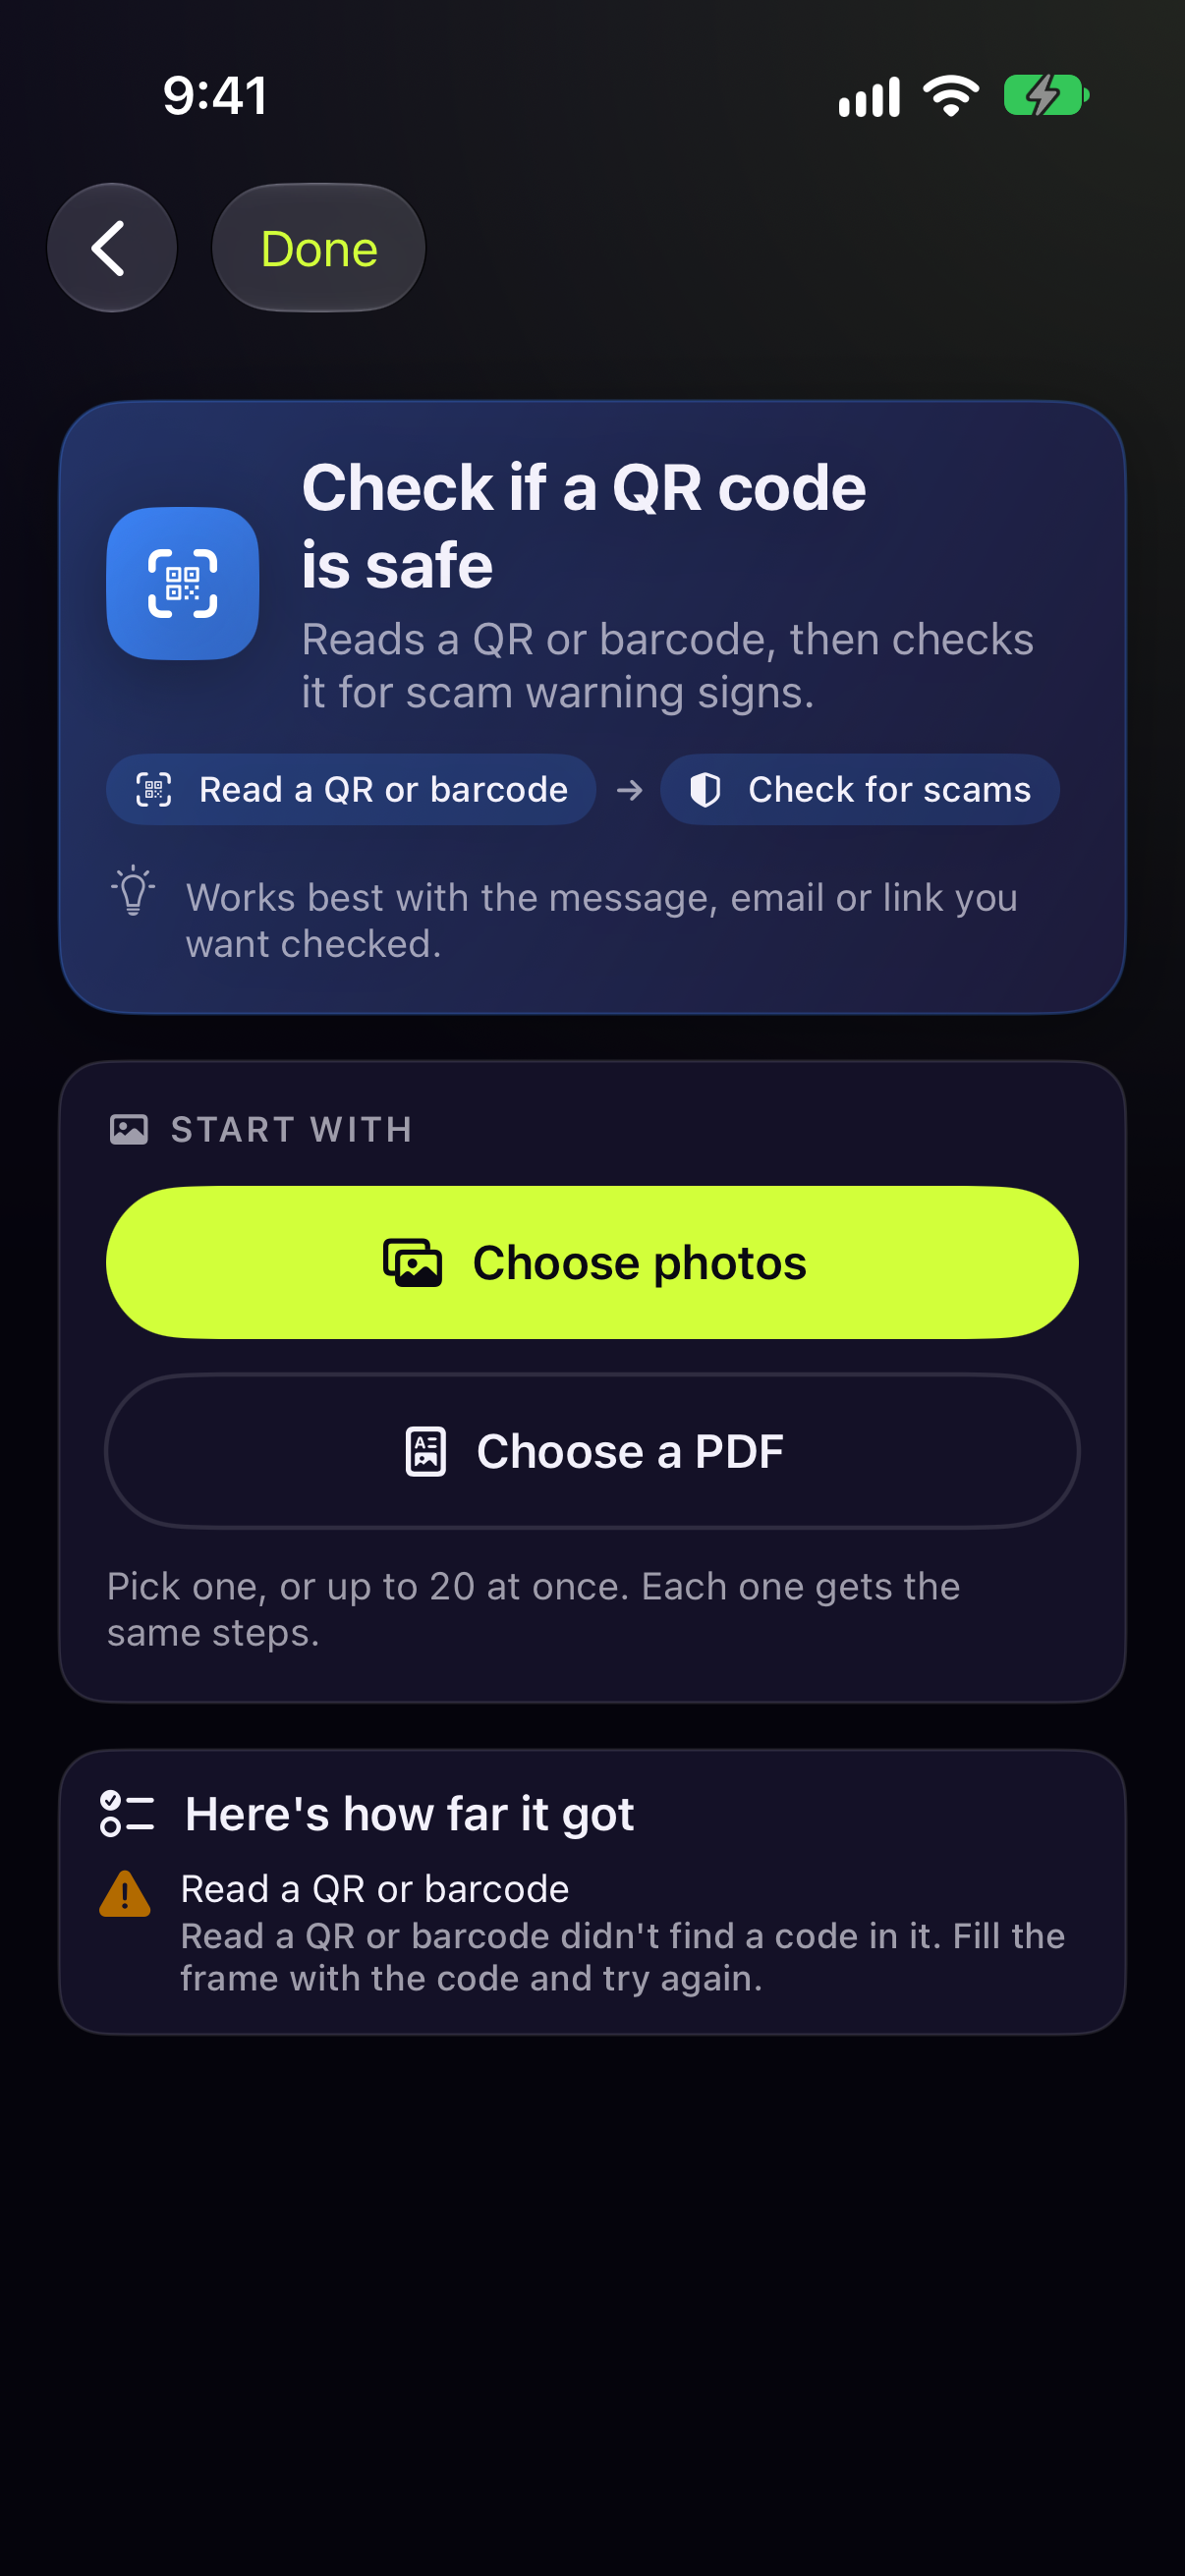 9:41
Done
Check if a QR code
is safe
Reads a QR or barcode, then checks
it for scam warning signs.
Read a QR or barcode
Check for scams
Works best with the message, email or link you
want checked.
START WITH
Choose photos
Choose a PDF
Pick one, or up to 20 at once. Each one gets the
same steps.
Here's how far it got
Read a QR or barcode
Read a QR or barcode didn't find a code in it. Fill the
frame with the code and try again.